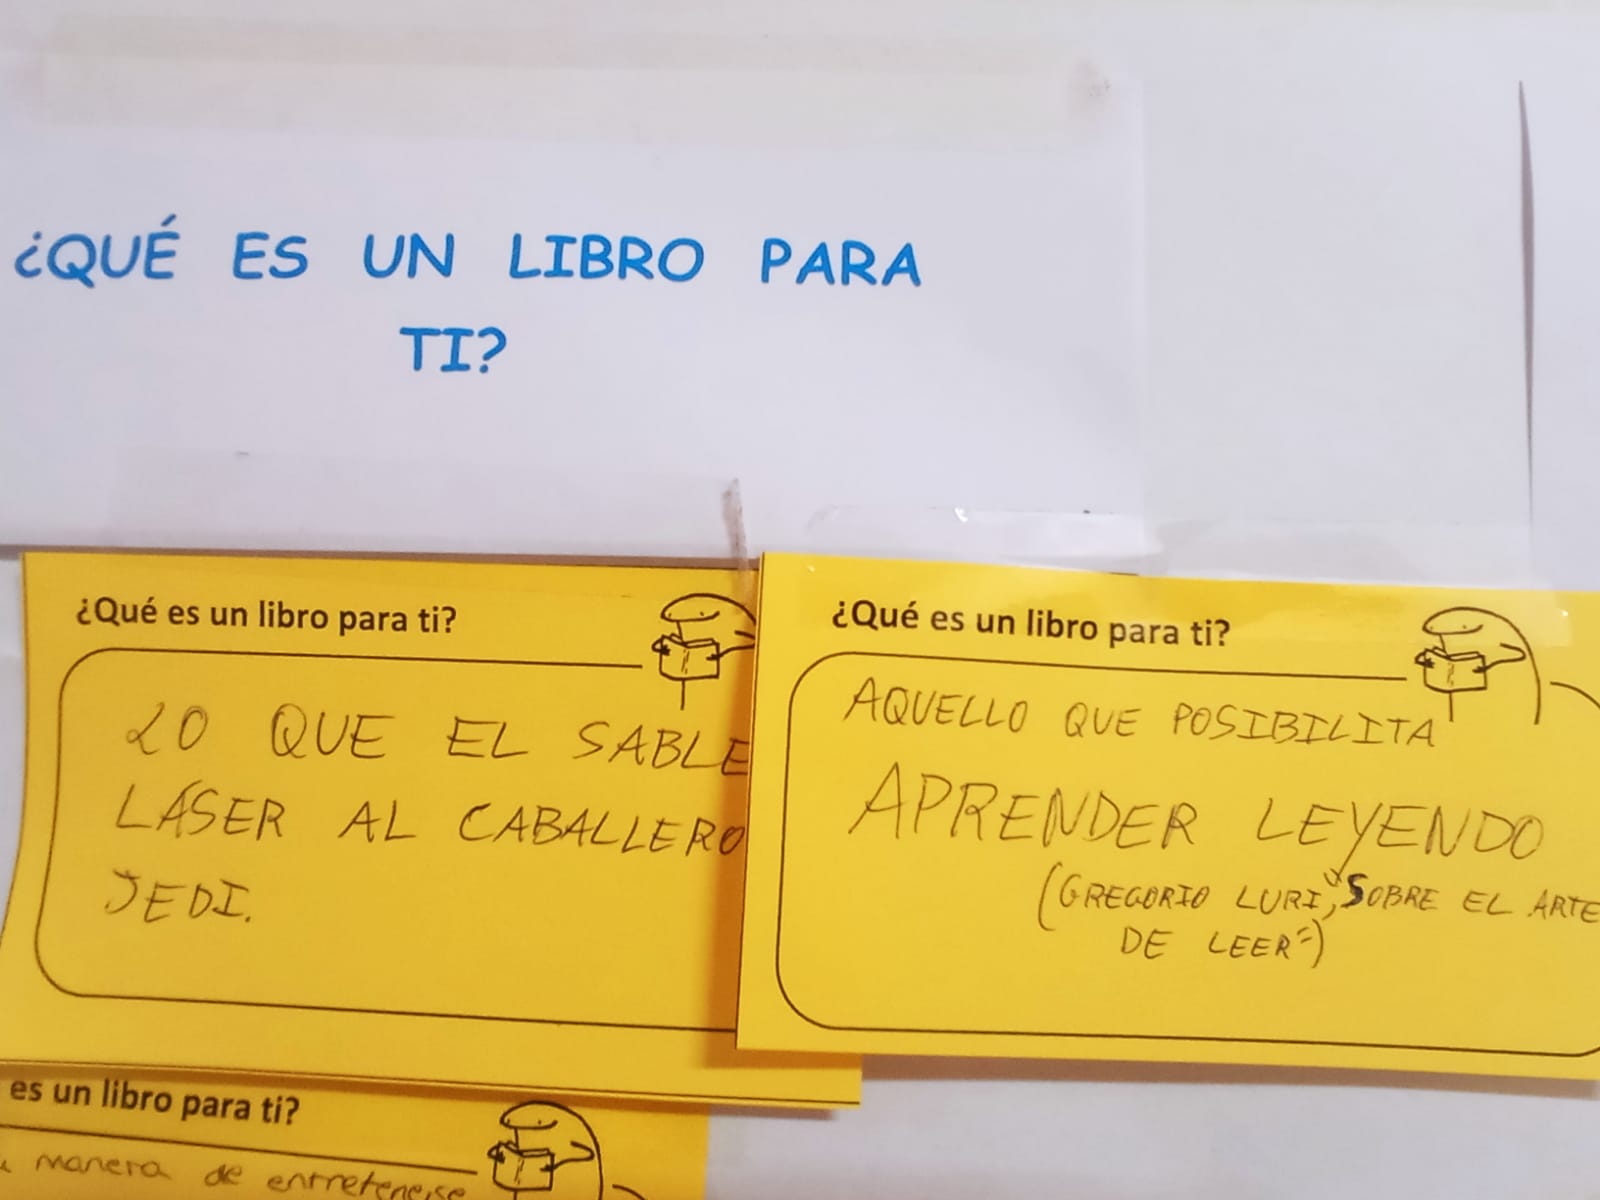 ¿QUÉ ES UN LIBRO PARA
TI?
¿Qué es un libro para ti?
LO QUE EL SABLE
LÁSER AL CABALLERO
JEDI.
¿Qué es un libro para ti?
AQUELLO QUE POSIBILITA
APRENDER LEYENDO
(GREGORIO LURI, "SOBRE EL ARTE
DE LEER")
es un libro para ti?
manera de entretenerse